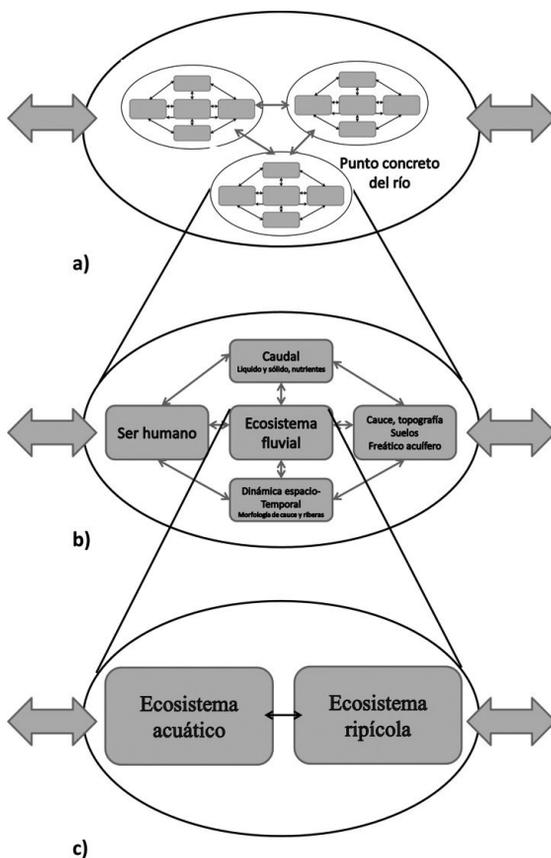 Punto concreto
del río
a)
Caudal
Líquido y sólido, nutrientes
Ser humano
Ecosistema
fluvial
Cauce, topografía
Suelos
Freático acuífero
Dinámica espacio-
Temporal
Morfología de cauce y riberas
b)
Ecosistema
acuático
Ecosistema
ripícola
c)